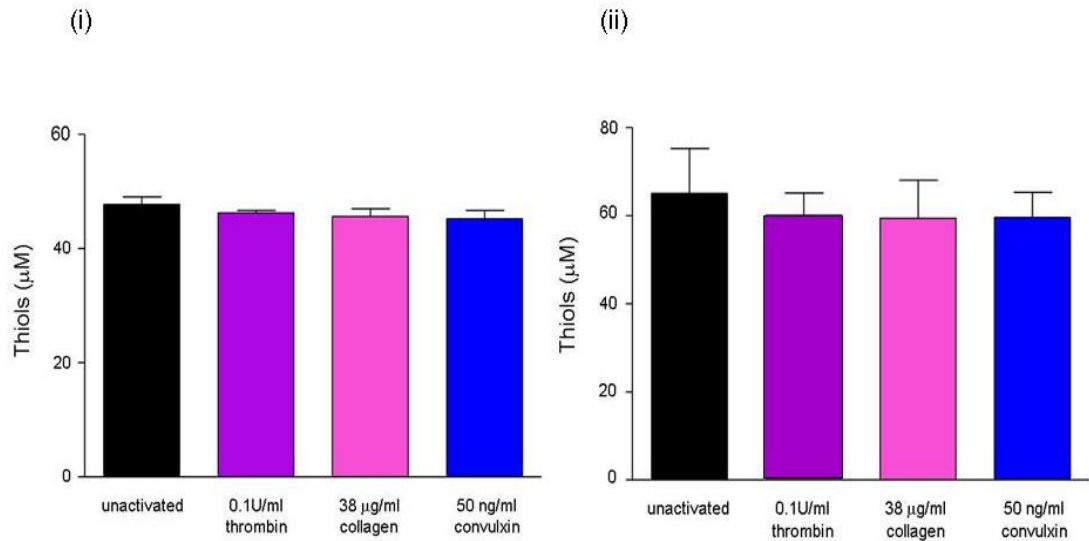 (i)
60
40
20
0
Thiols (μM)
unactivated
0.1U/ml
thrombin
38 μg/ml
collagen
50 ng/ml
convulxin
(ii)
80
60
40
20
0
Thiols (μM)
unactivated
0.1U/ml
thrombin
38 μg/ml
collagen
50 ng/ml
convulxin